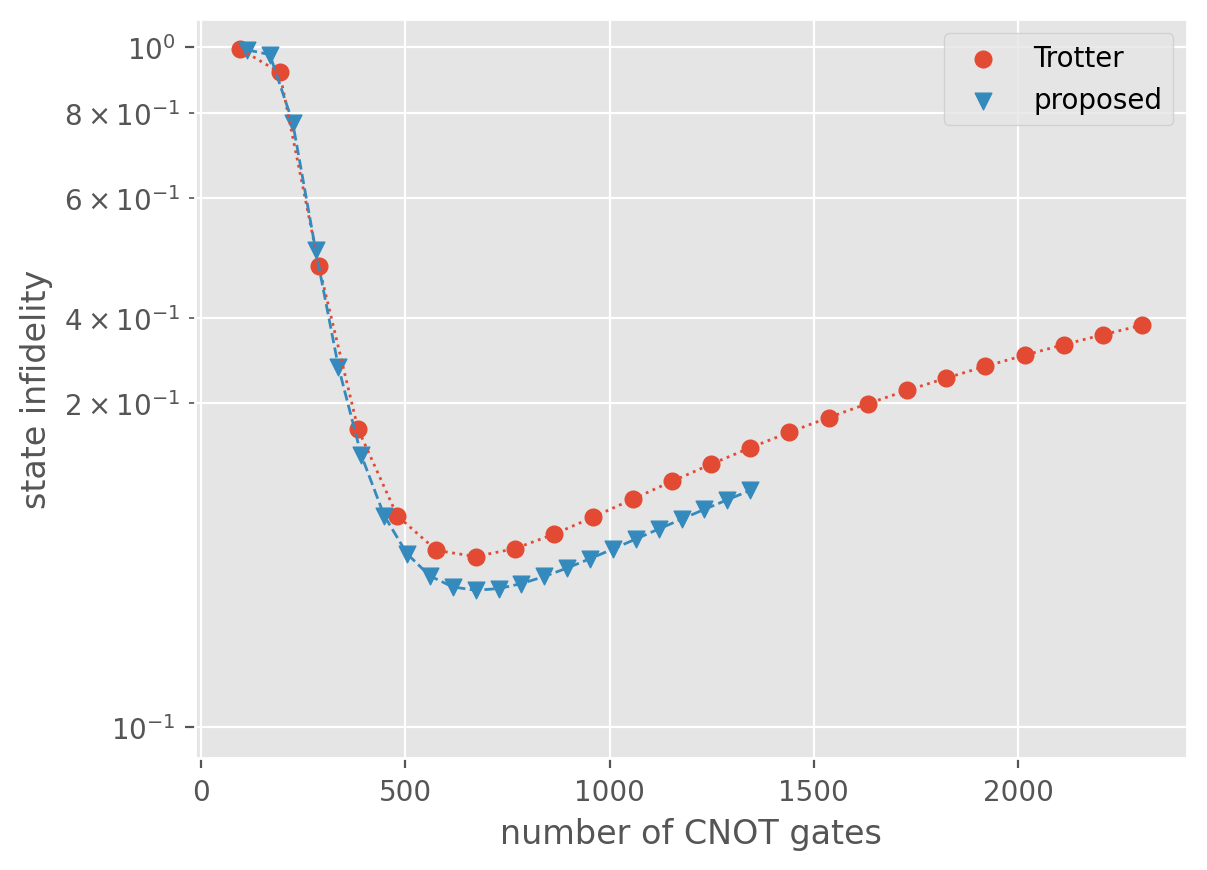 10⁰
8 × 10⁻¹
6 × 10⁻¹
4 × 10⁻¹
2 × 10⁻¹
10⁻¹
state infidelity
Trotter
proposed
0
500
1000
1500
2000
number of CNOT gates